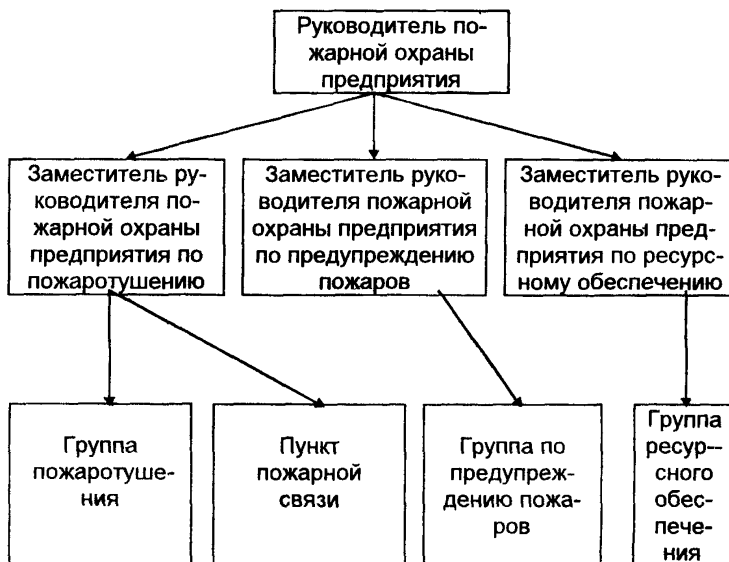 Руководитель по-
жарной охраны
предприятия
Заместитель ру-
ководителя по-
жарной охраны
предприятия по
пожаротушению
Заместитель руко-
водителя пожарной
охраны предприятия
по предупреждению
пожаров
Заместитель руко-
водителя пожар-
ной охраны пред-
приятия по ресурс-
ному обеспечению
Группа
пожаротуше-
ния
Пункт
пожарной
связи
Группа по
предупреж-
дению пожа-
ров
Группа
ресур--
сного
обес-
пече-
ния